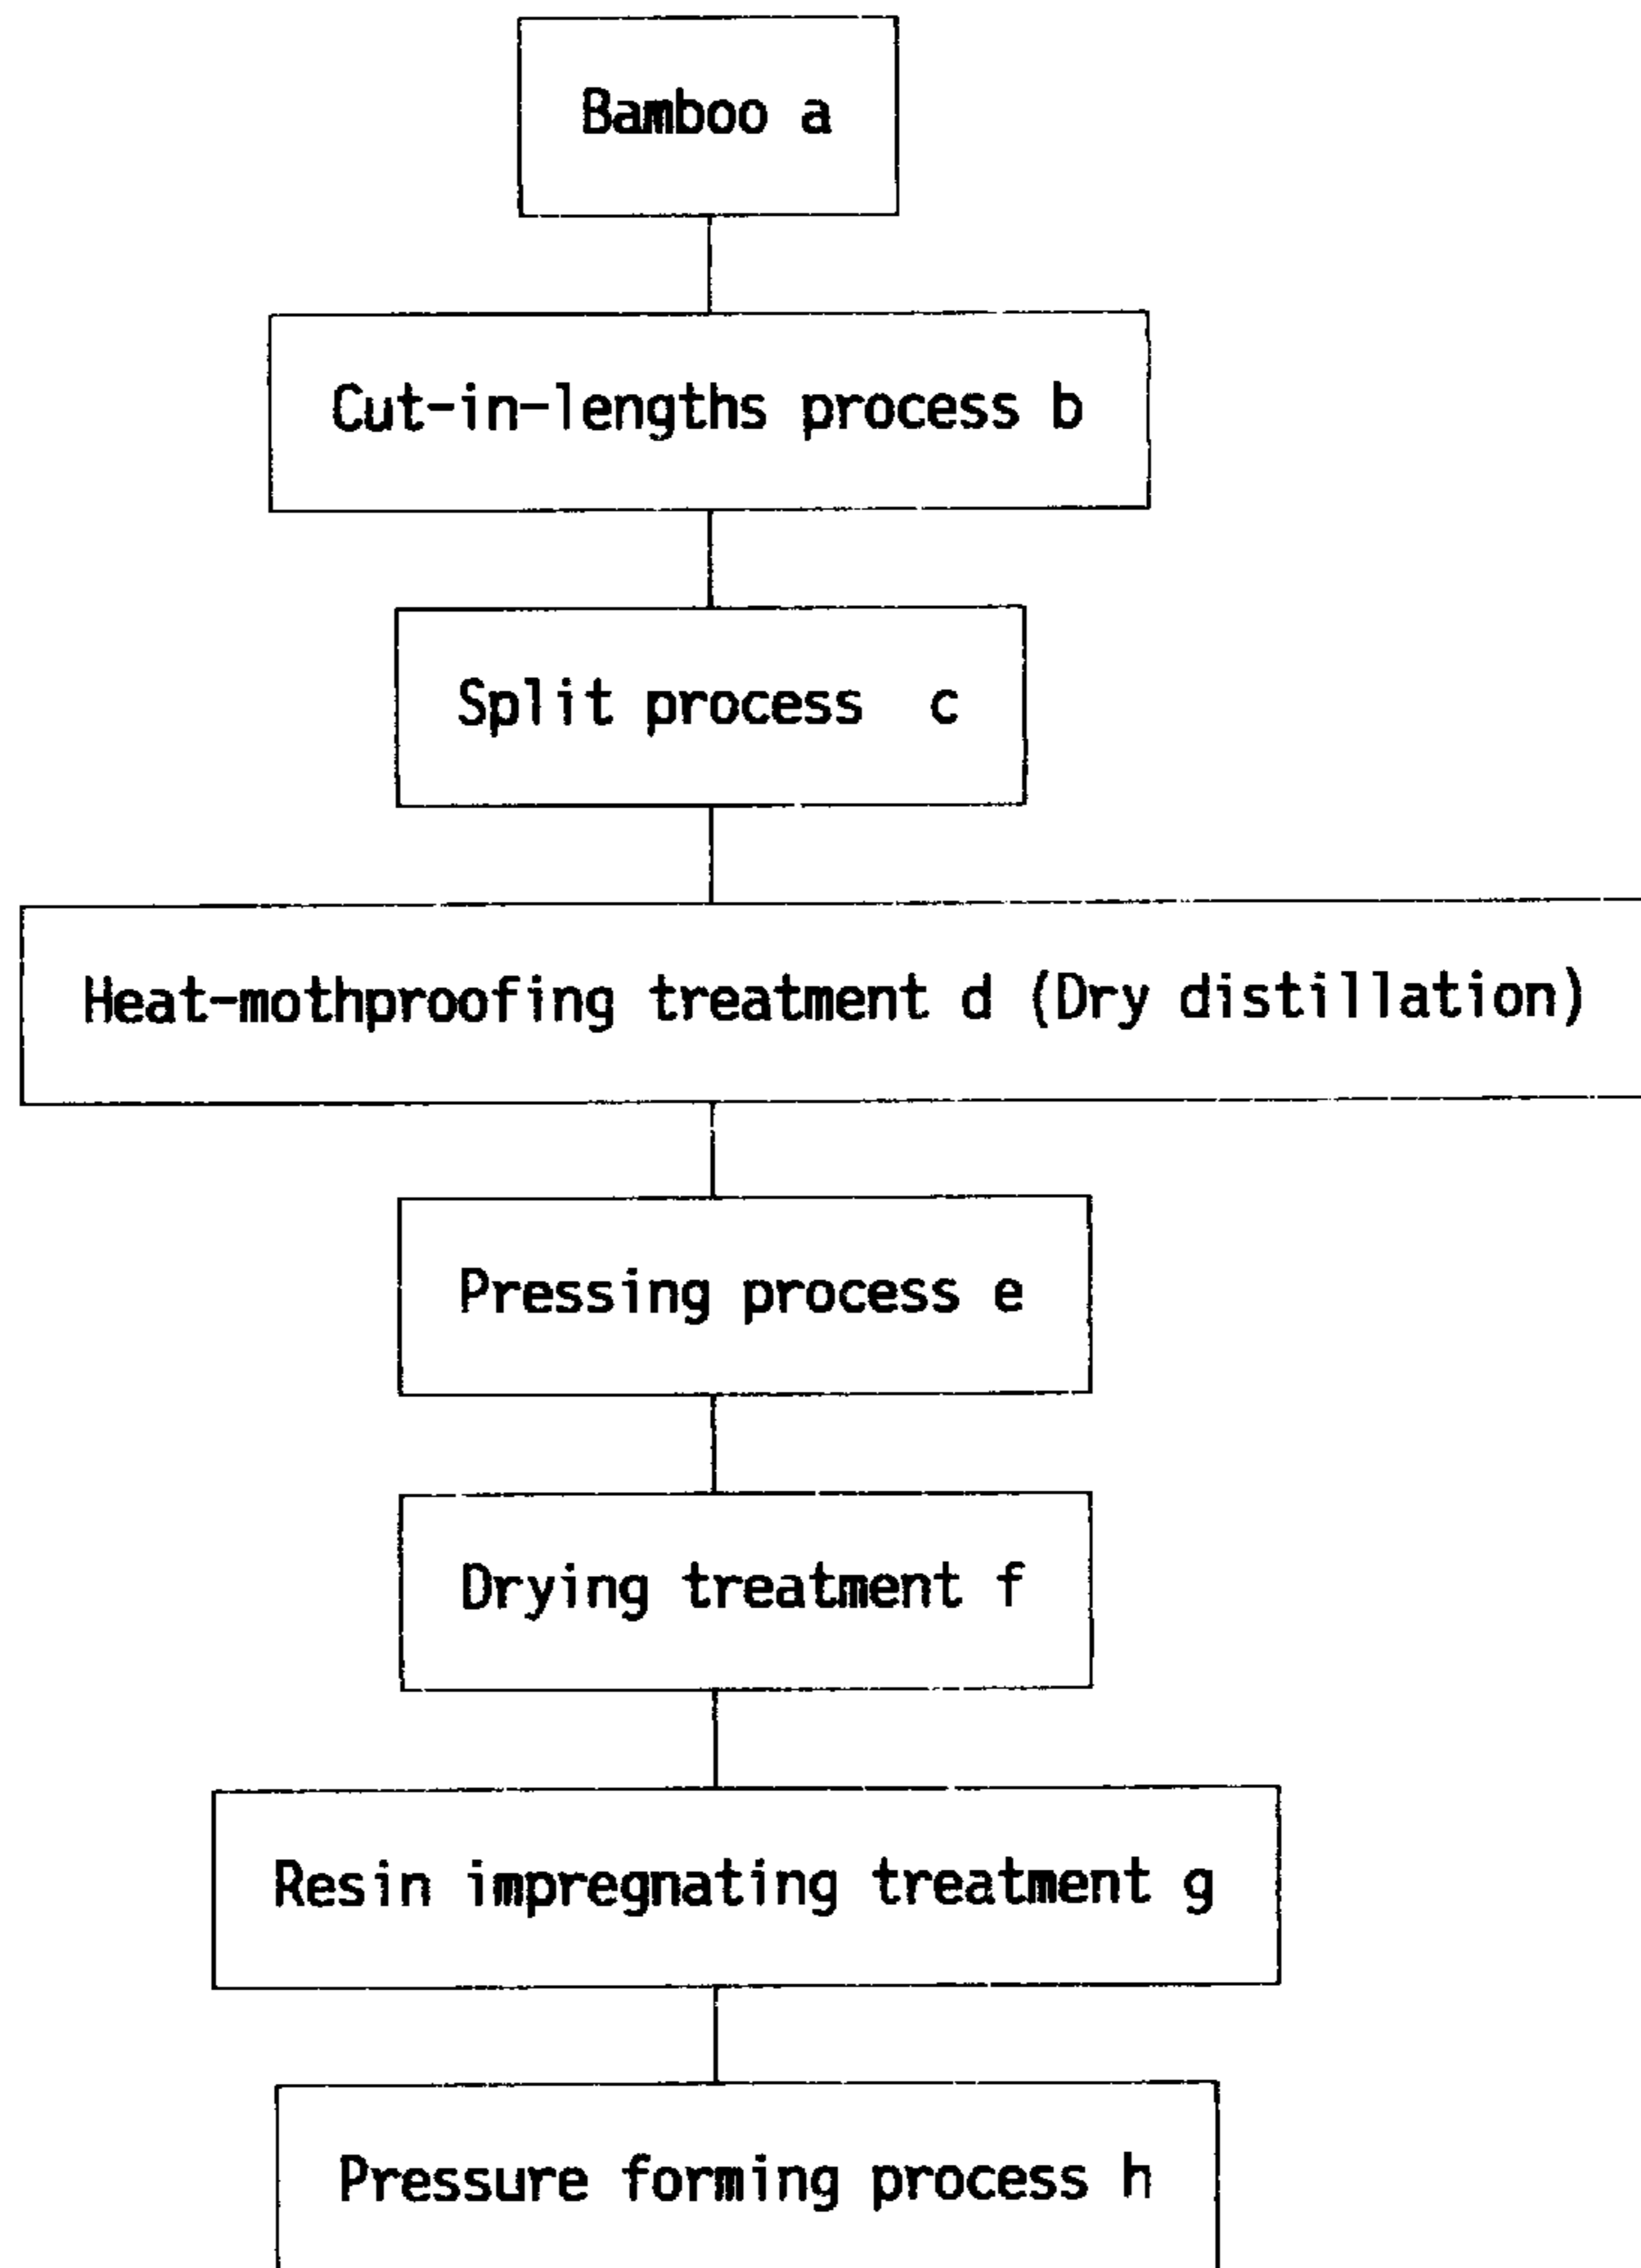 Bamboo a
Cut-in-lengths process b
Split process c
Heat-mothproofing treatment d (Dry distillation)
Pressing process e
Drying treatment f
Resin impregnating treatment g
Pressure forming process h